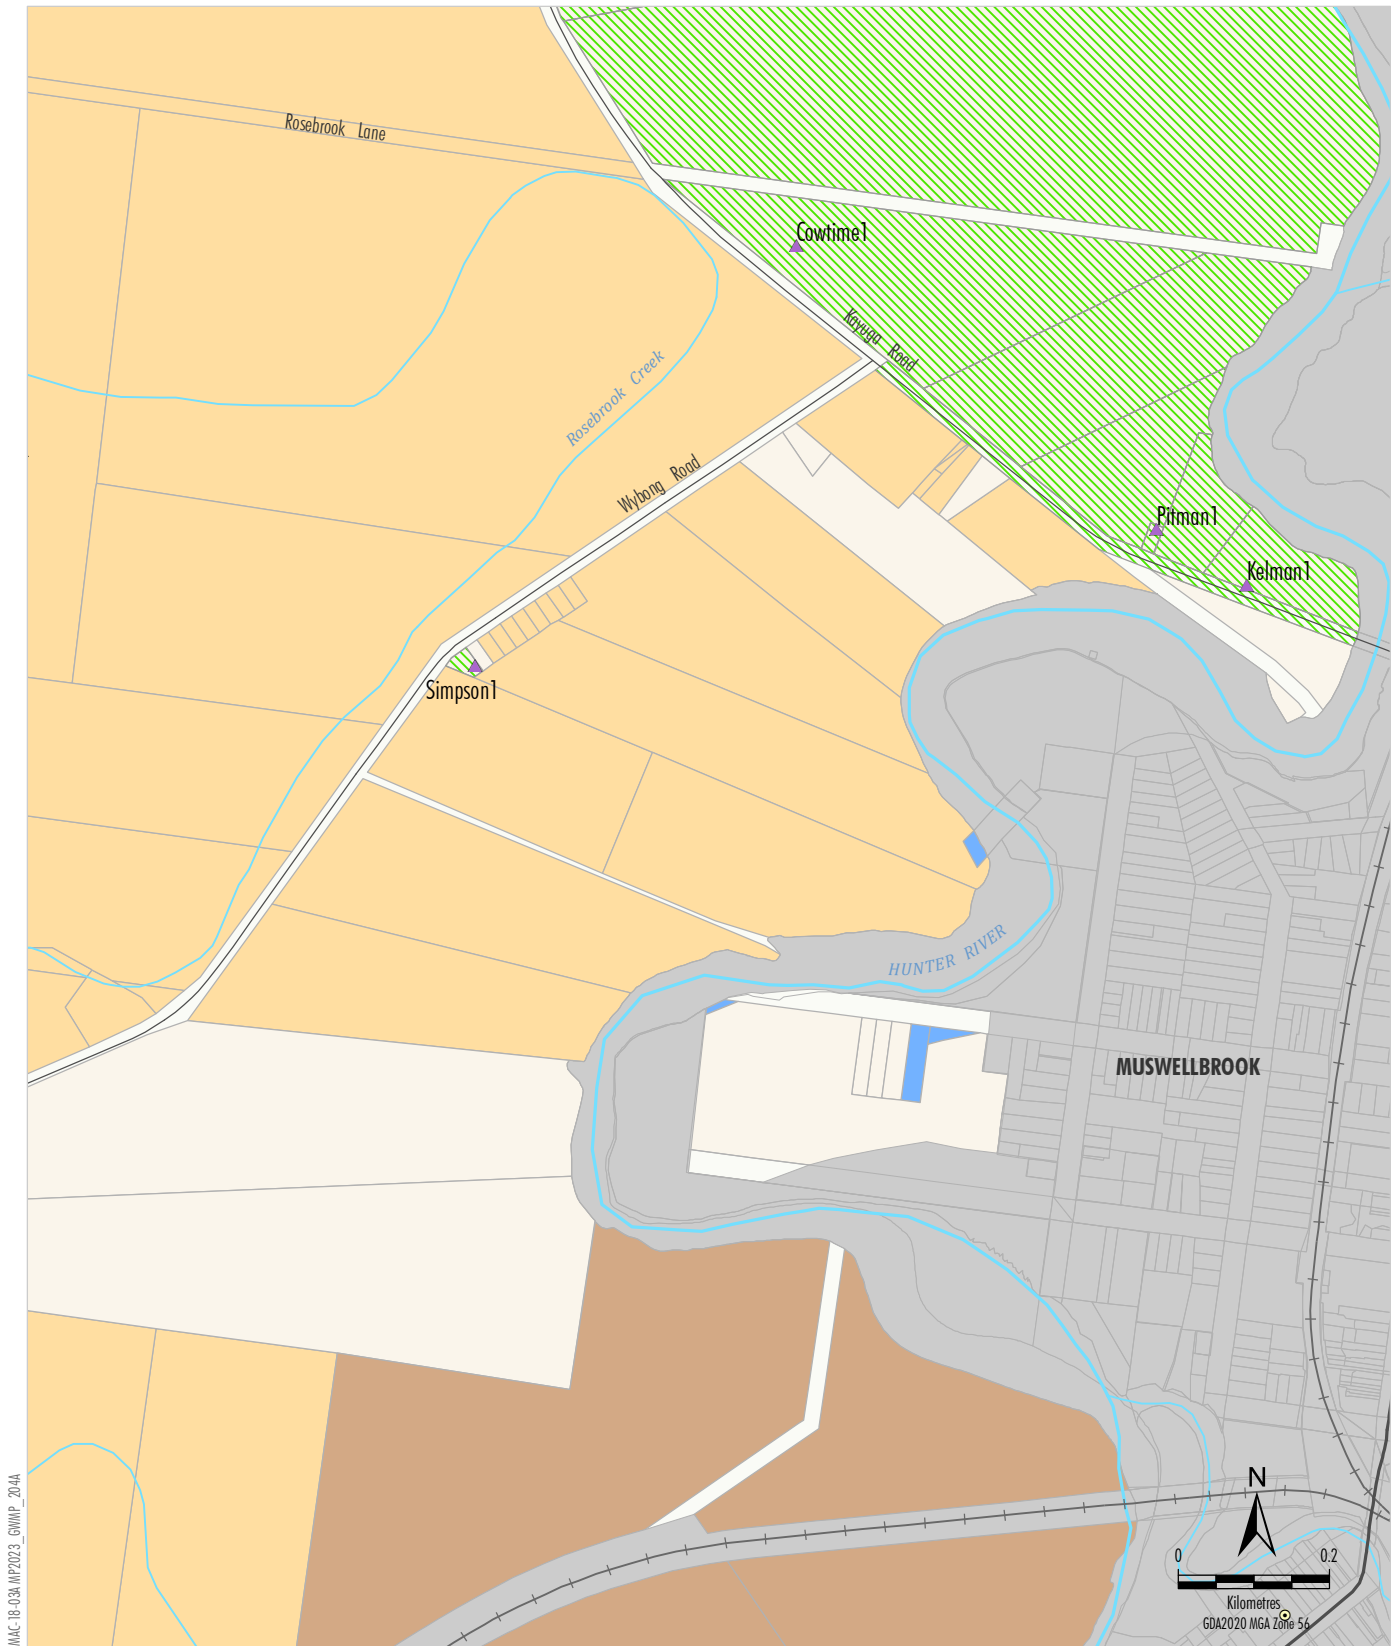 Rosebrook Lane
Cowtime1
Kayuga Road
Rosebrook Creek
Wybong Road
Pitman1
Kelman1
Simpson1
HUNTER RIVER
MUSWELLBROOK
N
0 0.2
Kilometres
GDA2020 MGA Zone 56
MAC-18-03A MP2023_GWMP_204A